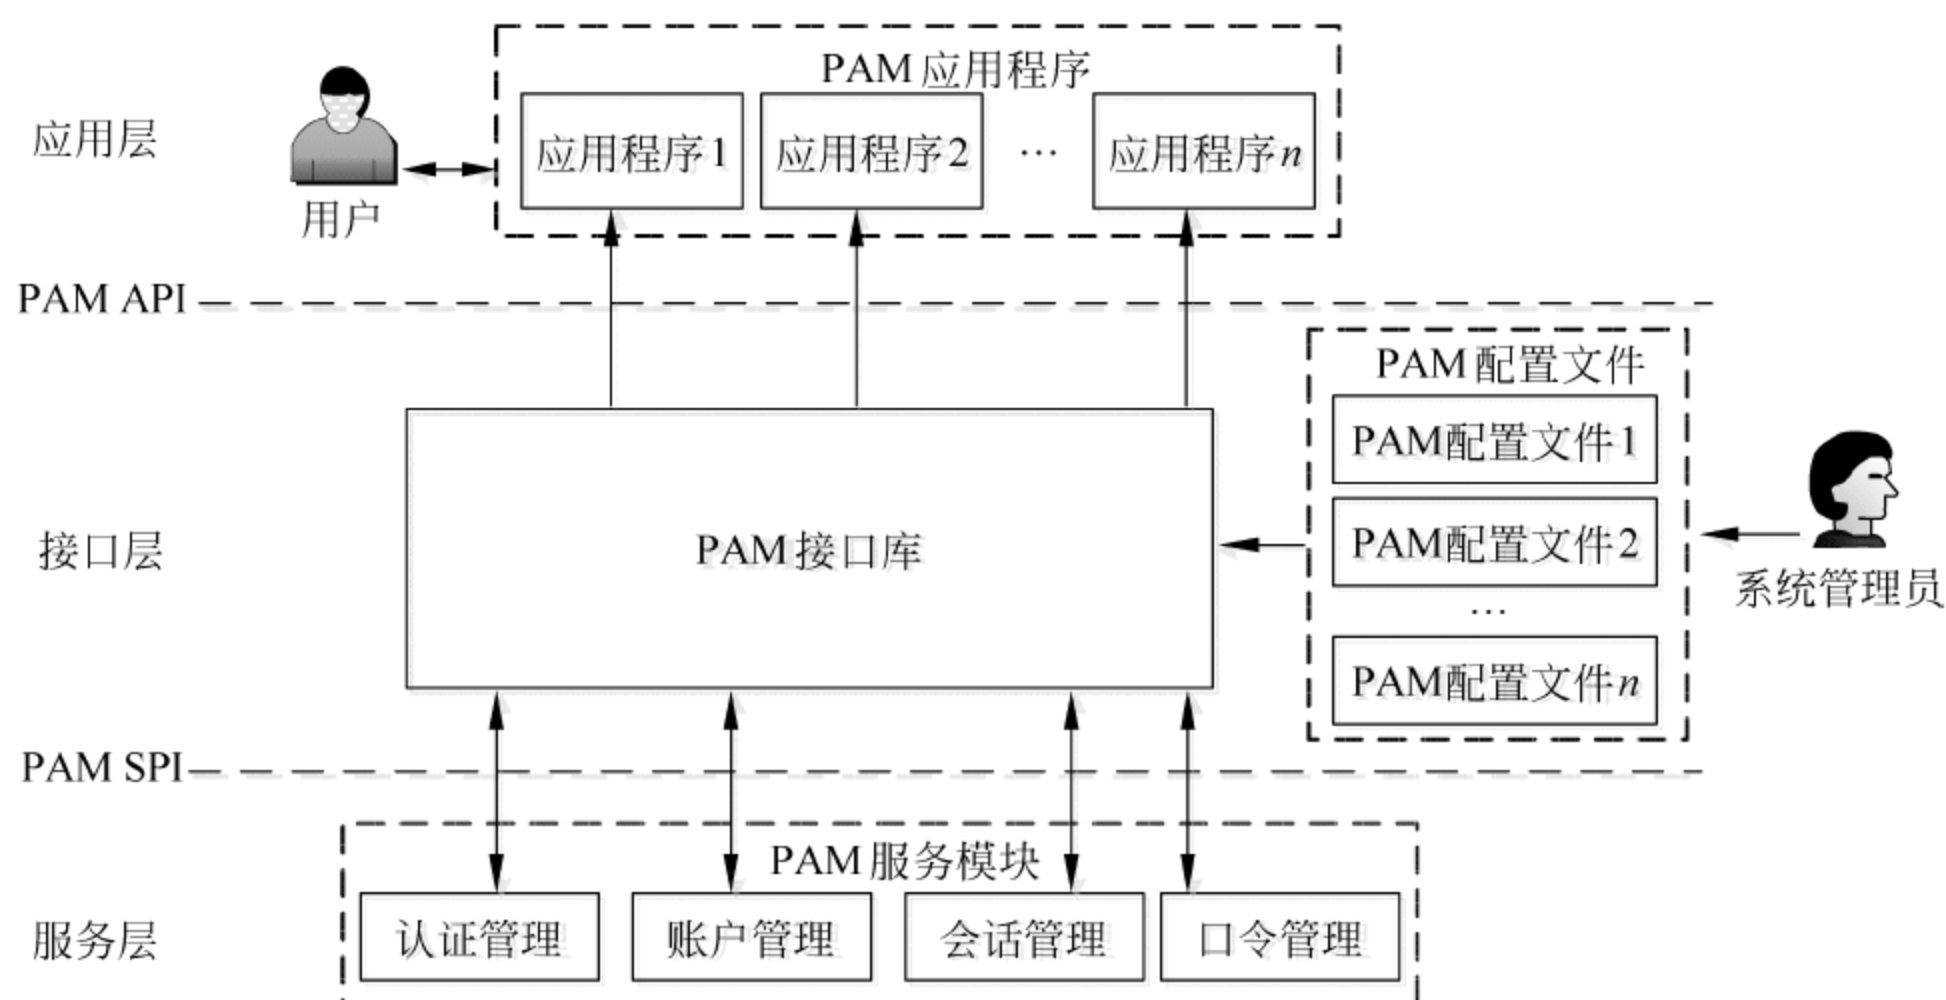 PAM 应用程序
应用层
应用程序1
应用程序2
…
应用程序n
用户
PAM API
PAM 配置文件
PAM配置文件1
接口层
PAM 接口库
PAM配置文件2
系统管理员
…
PAM配置文件n
PAM SPI
PAM 服务模块
服务层
认证管理
账户管理
会话管理
口令管理